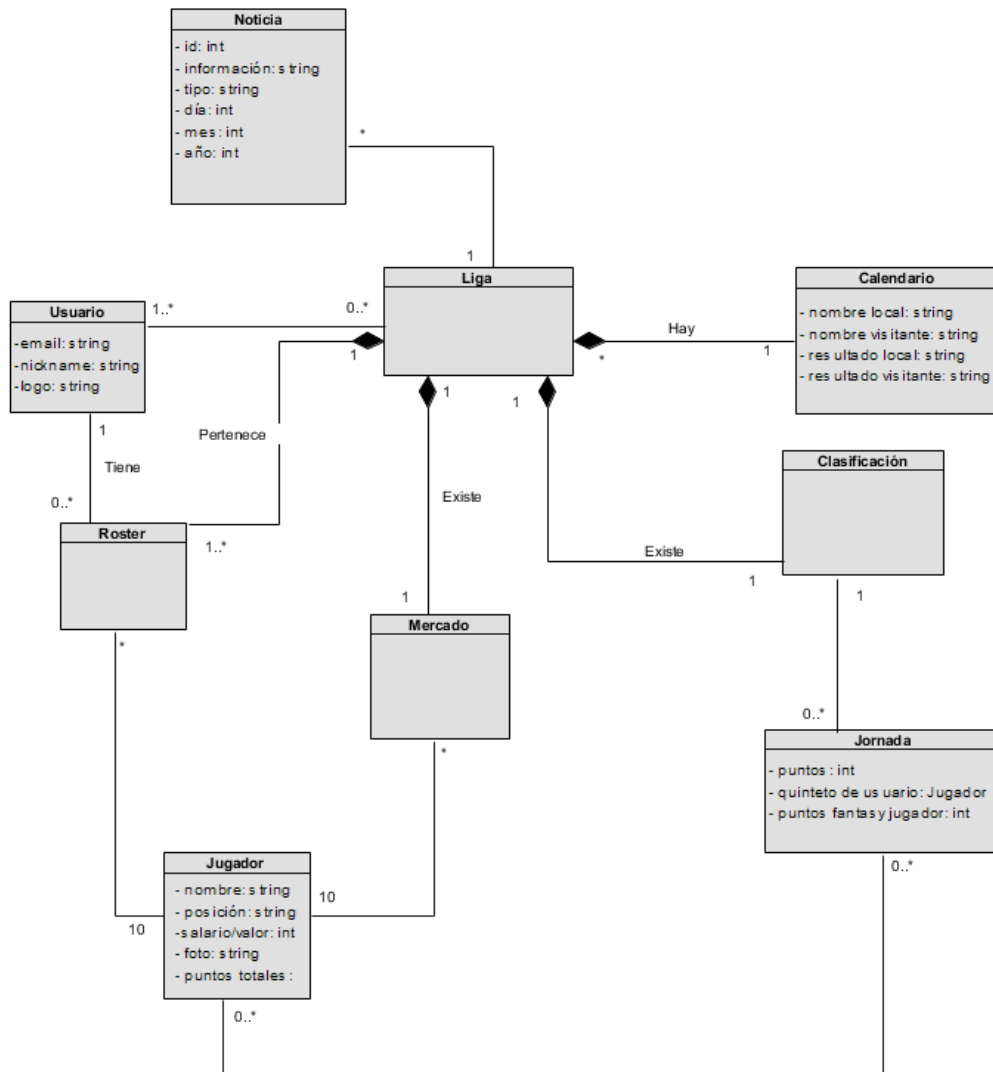 Noticia
- id: int
- información: string
- tipo: string
- día: int
- mes: int
- año: int
*
1
Liga
Usuario
-email: string
-nickname: string
-logo: string
1..*
0..*
1
Pertenece
1..*
1
Tiene
0..*
Roster
*
Hay
*
1
Calendario
- nombre local: string
- nombre visitante: string
- resultado local: string
- resultado visitante: string
1
Existe
1
Mercado
*
1
Existe
1
Clasificación
1
0..*
Jornada
- puntos : int
- quinteto de usuario: Jugador
- puntos fantasy jugador: int
0..*
Jugador
- nombre: string
- posición: string
-salario/valor: int
- foto: string
- puntos totales :
10
10
0..*